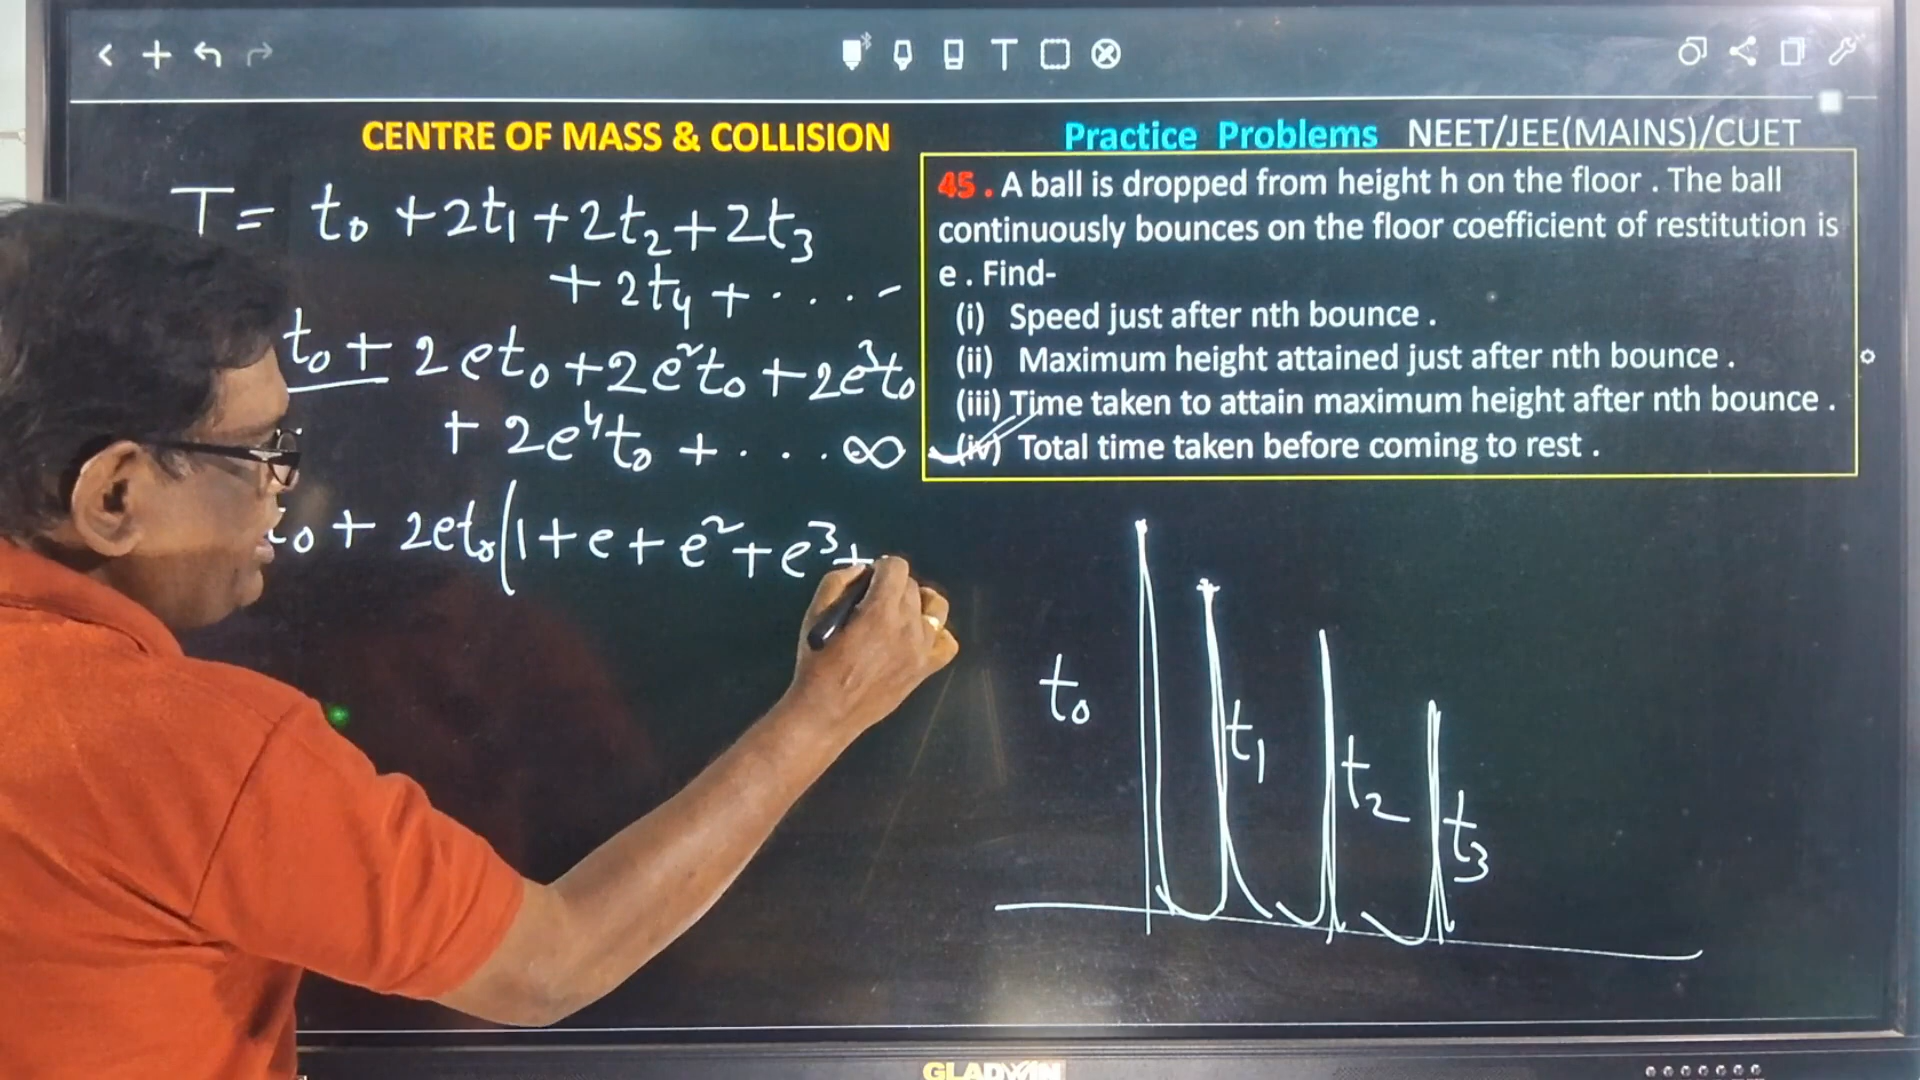 CENTRE OF MASS & COLLISION
Practice Problems NEET/JEE(MAINS)/CUET
45 . A ball is dropped from height h on the floor . The ball
continuously bounces on the floor coefficient of restitution is
e . Find-
(i) Speed just after nth bounce .
(ii) Maximum height attained just after nth bounce .
(iii) Time taken to attain maximum height after nth bounce .
(iv) Total time taken before coming to rest .
T = t₀ + 2t₁ + 2t₂ + 2t₃
+ 2t₄ + ....-
t₀ + 2et₀ + 2e²t₀ + 2e³t₀
+ 2e⁴t₀ + ... ∞
t₀ + 2et₀(1 + e + e² + e³ +
t₀
t₁
t₂
t₃
GLADWIN